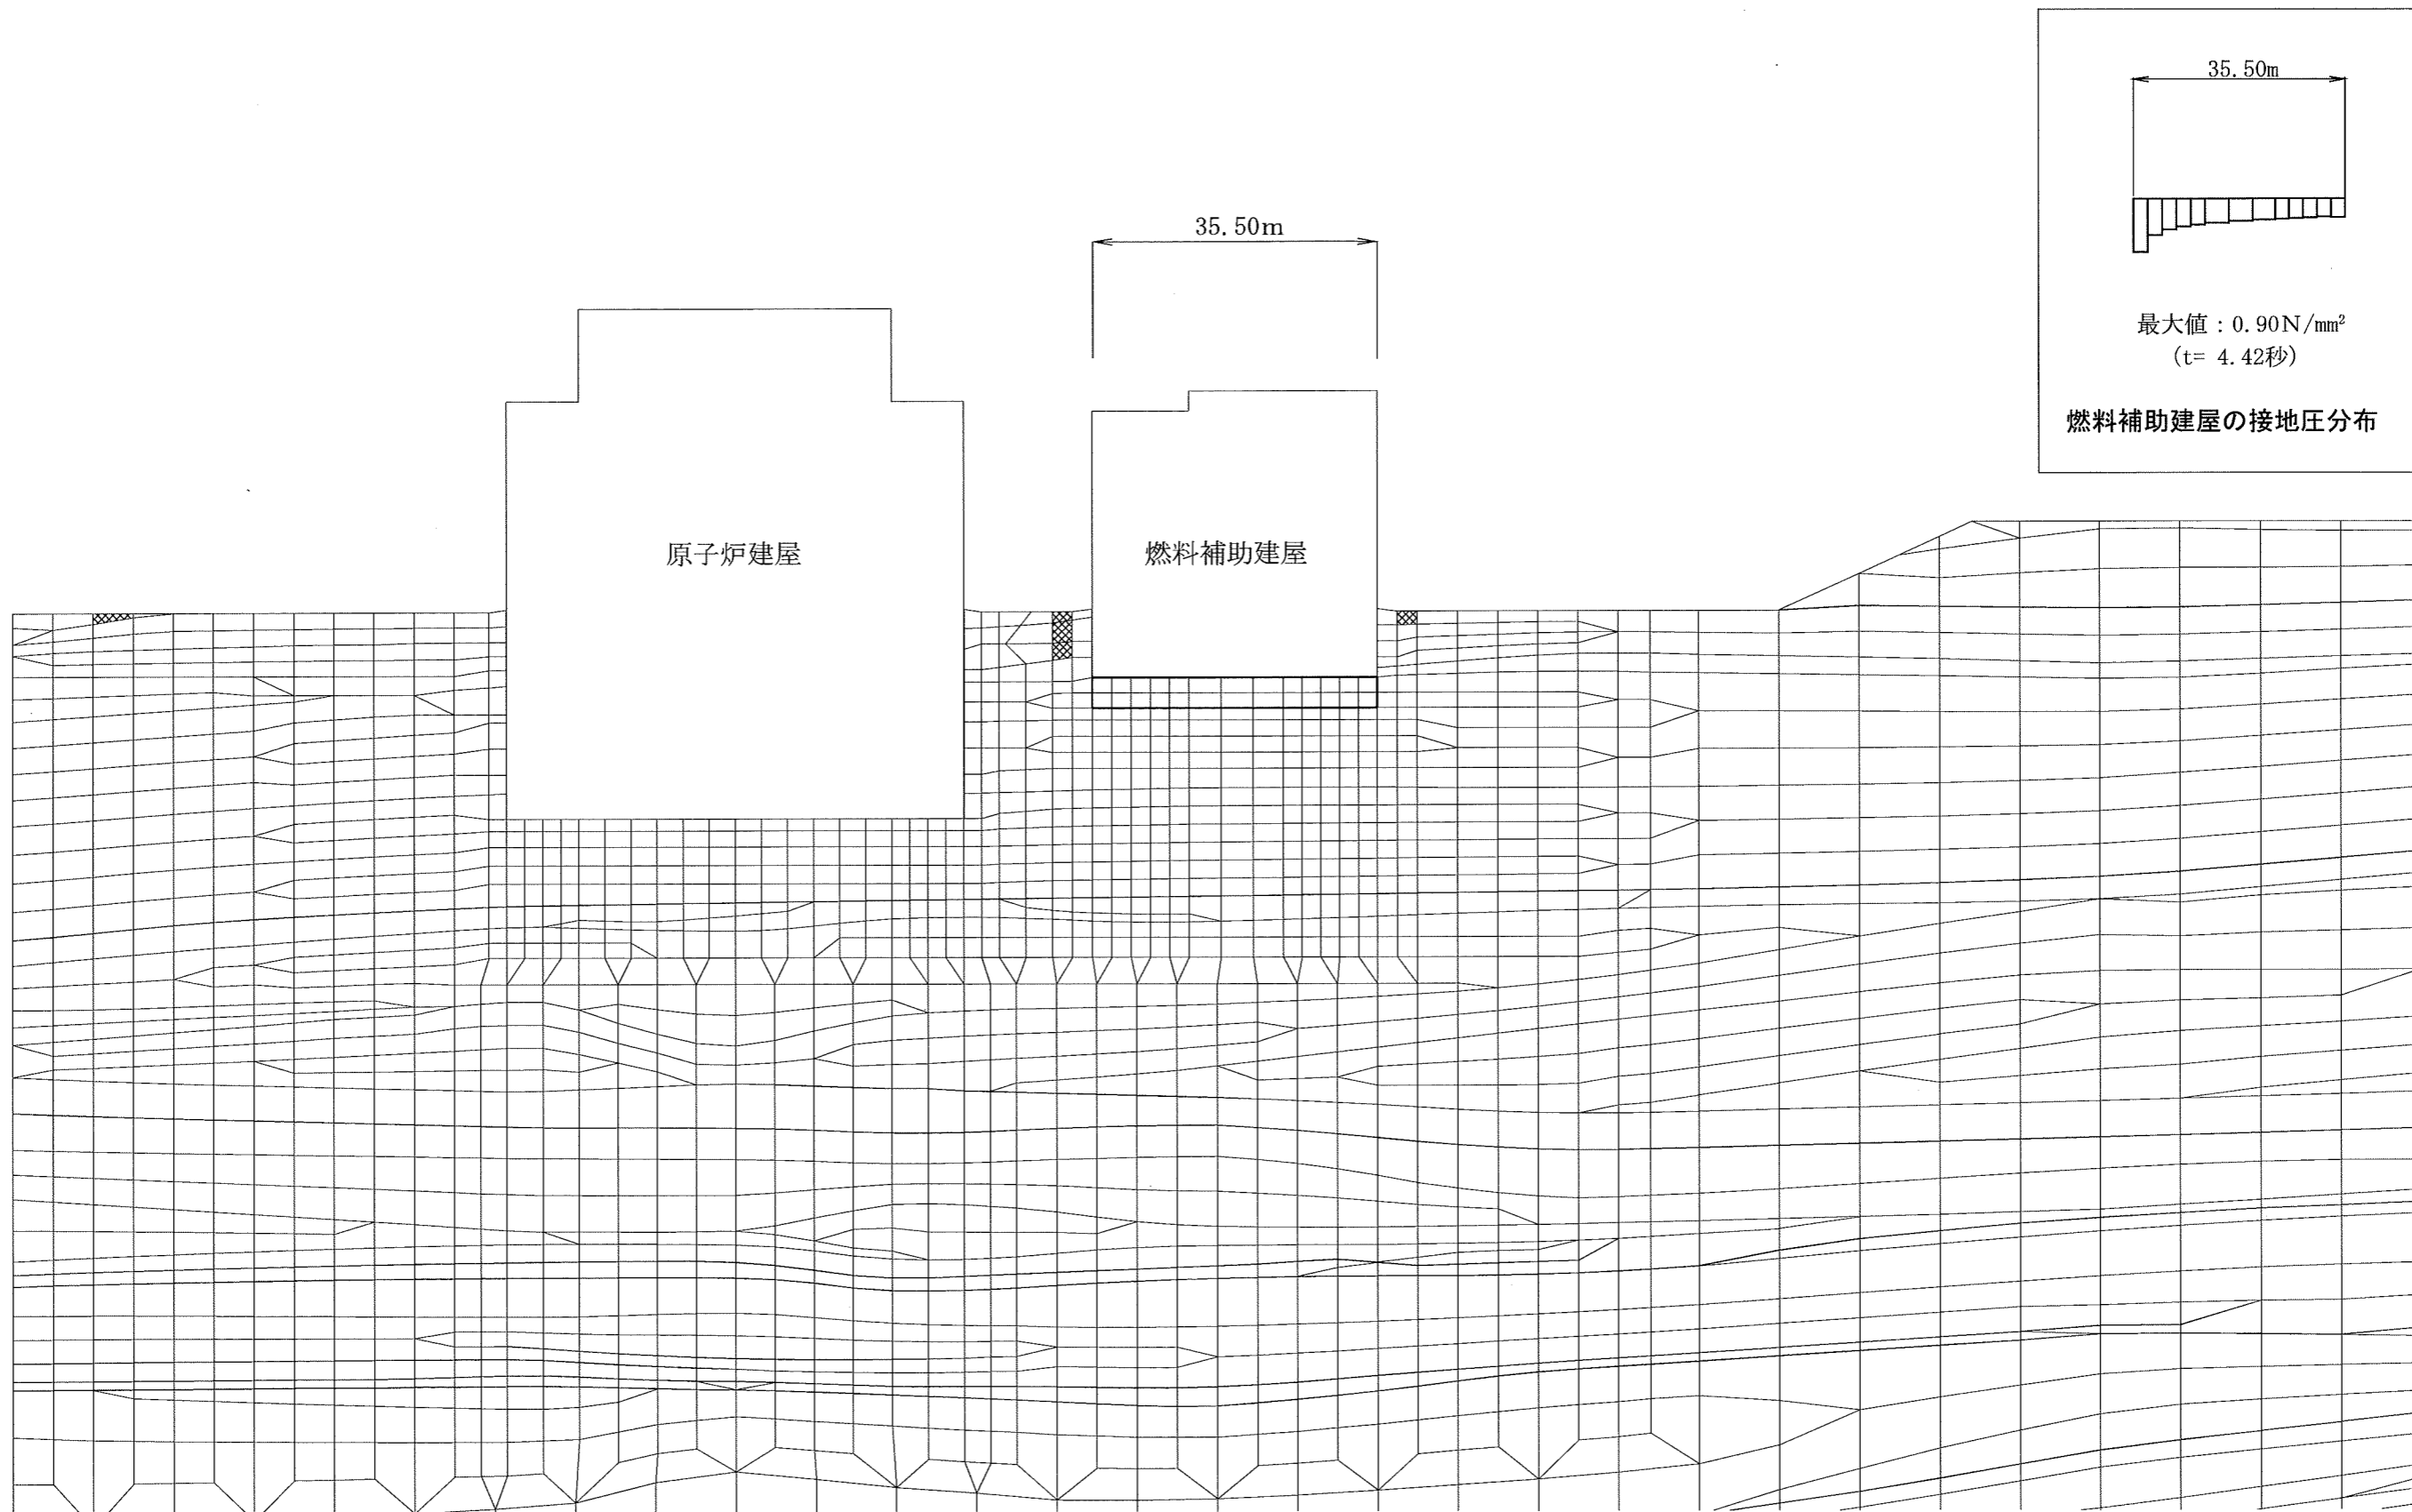 35.50m
最大値：0.90N/mm²
(t= 4.42秒)
燃料補助建屋の接地圧分布
35.50m
原子炉建屋
燃料補助建屋